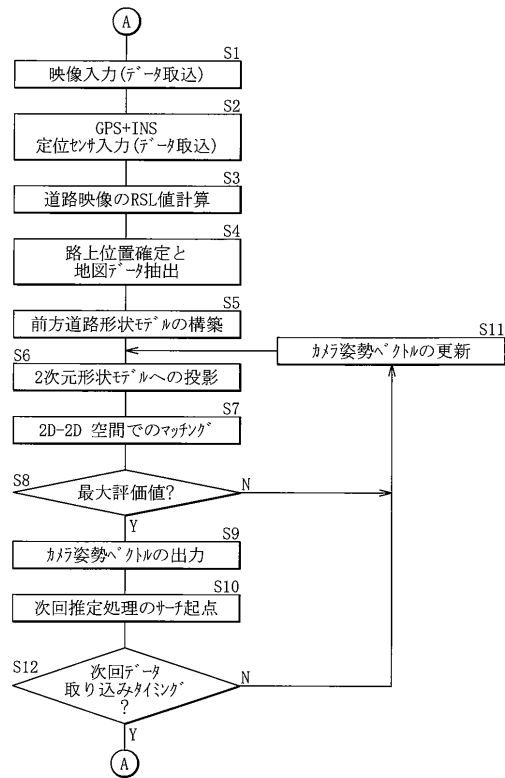 A
S1
映像入力(ﾃﾞｰﾀ取込)
S2
GPS+INS
定位ｾﾝｻ入力(ﾃﾞｰﾀ取込)
S3
道路映像のRSL値計算
S4
路上位置確定と
地図ﾃﾞｰﾀ抽出
S5
前方道路形状ﾓﾃﾞﾙの構築
S11
ｶﾒﾗ姿勢ﾍﾞｸﾄﾙの更新
S6
2次元形状ﾓﾃﾞﾙへの投影
S7
2D-2D 空間でのﾏｯﾁﾝｸﾞ
S8
最大評価値?
N
Y
S9
ｶﾒﾗ姿勢ﾍﾞｸﾄﾙの出力
S10
次回推定処理のｻｰﾁ起点
S12
次回ﾃﾞｰﾀ
取り込みﾀｲﾐﾝｸﾞ
?
N
Y
A